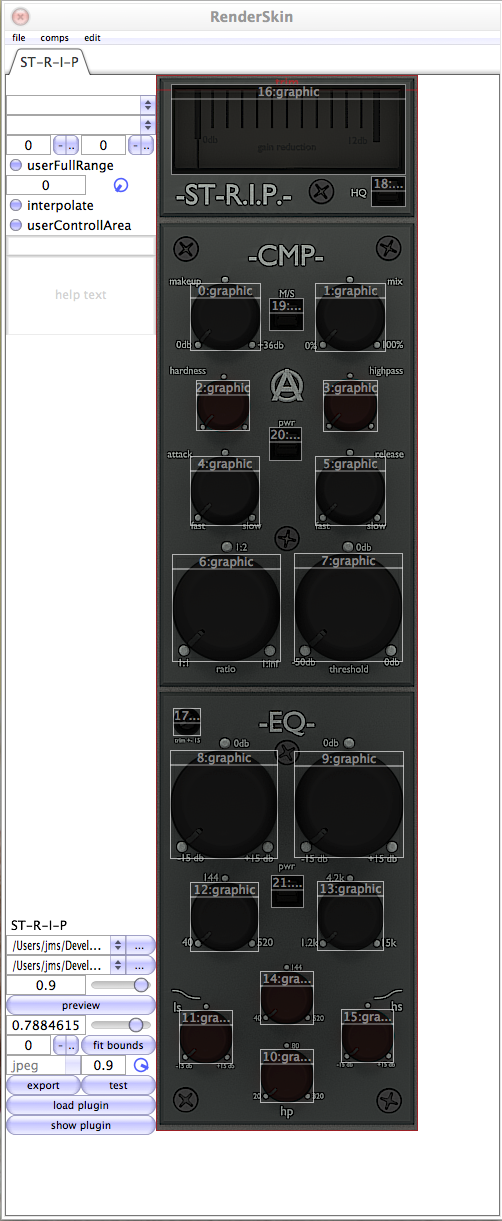 RenderSkin
file comps edit
ST-R-I-P
0 - .. 0 - ..
userFullRange
0
interpolate
userControllArea
help text
16:graphic
0db 12db
gain reduction
-ST-R.I.P.- HQ 18:...
-CMP-
makeup mix
0:graphic M/S 1:graphic
19:...
0db +36db 0% 100%
hardness highpass
2:graphic 3:graphic
pwr
20:...
attack release
4:graphic 5:graphic
fast slow fast slow
1:2 0db
6:graphic 7:graphic
1:1 ratio 1:inf -50db threshold 0db
17...
trim +-15
-EQ-
0db 0db
8:graphic 9:graphic
-15 db +15 db -15 db +15 db
pwr
144 21:... 4.2k
12:graphic 13:graphic
40 520 1.2k 15k
144
14:gra...
ls 40 320 hs
11:gra... 15:gra...
80
-15 db +15 db 10:gra... -15 db +15 db
20 320
hp
ST-R-I-P
/Users/jms/Devel... ...
/Users/jms/Devel... ...
0.9
preview
0.7884615
0 - .. fit bounds
jpeg 0.9
export test
load plugin
show plugin